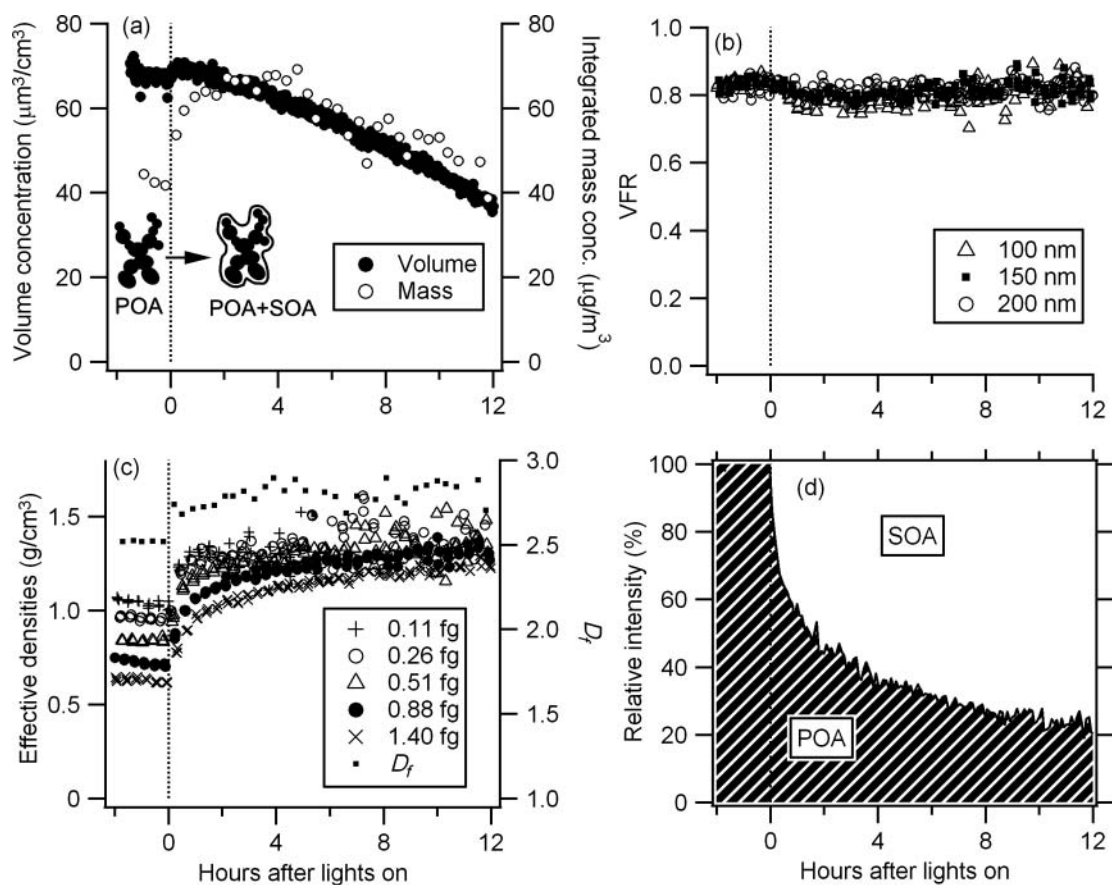 (a)
Volume concentration (μm³/cm³)
80
60
40
20
0
80
70
60
50
40
30
20
10
0
Integrated mass conc. (μg/m³)
POA
POA+SOA
Volume
Mass
0 4 8 12
(b)
VFR
1.0
0.8
0.6
0.4
0.2
0.0
100 nm
150 nm
200 nm
0 4 8 12
(c)
Effective densities (g/cm³)
1.5
1.0
0.5
0
3.0
2.5
2.0
1.5
1.0
D_f
0.11 fg
0.26 fg
0.51 fg
0.88 fg
1.40 fg
D_f
0 4 8 12
Hours after lights on
(d)
Relative intensity (%)
100
80
60
40
20
0
SOA
POA
0 4 8 12
Hours after lights on